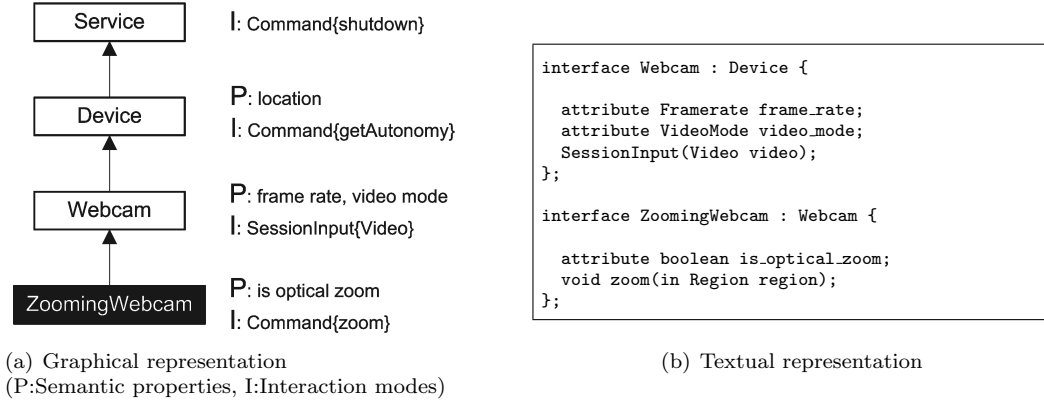 Service
I: Command{shutdown}
Device
P: location
I: Command{getAutonomy}
Webcam
P: frame rate, video mode
I: SessionInput{Video}
ZoomingWebcam
P: is optical zoom
I: Command{zoom}
(a) Graphical representation
(P:Semantic properties, I:Interaction modes)
interface Webcam : Device {
attribute Framerate frame_rate;
attribute VideoMode video_mode;
SessionInput(Video video);
};
interface ZoomingWebcam : Webcam {
attribute boolean is_optical_zoom;
void zoom(in Region region);
};
(b) Textual representation